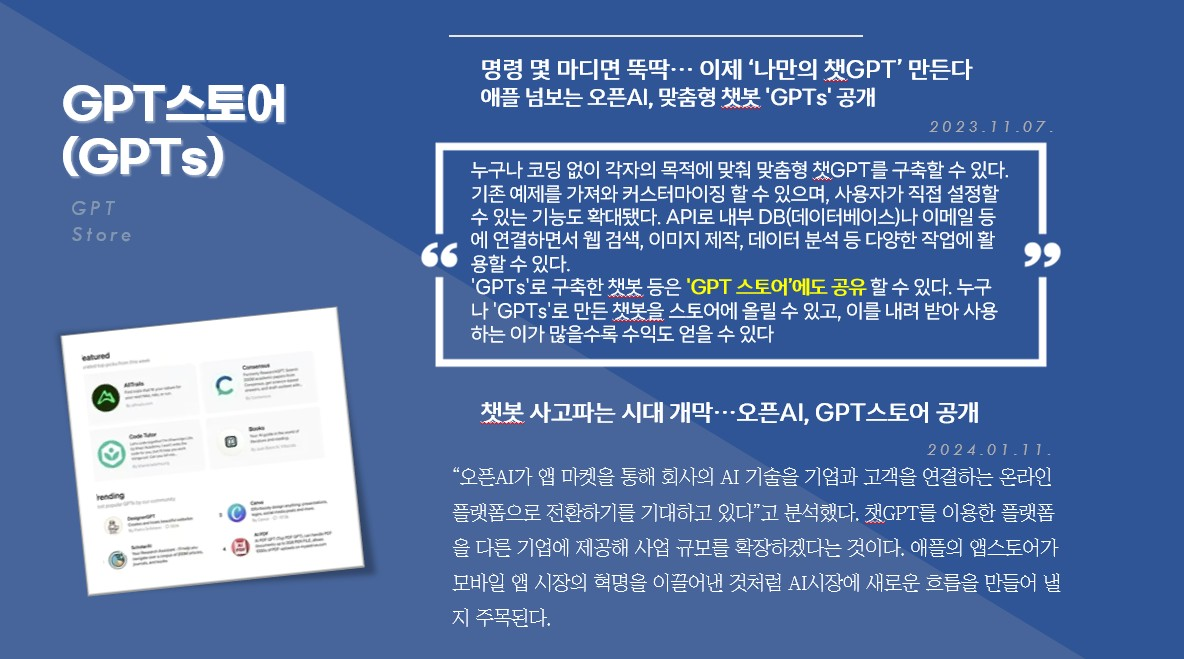 GPT스토어
(GPTs)
GPT
Store
명령 몇 마디면 뚝딱… 이제 ‘나만의 챗GPT’ 만든다
애플 넘보는 오픈AI, 맞춤형 챗봇 'GPTs' 공개
2023.11.07.
누구나 코딩 없이 각자의 목적에 맞춰 맞춤형 챗GPT를 구축할 수 있다.
기존 예제를 가져와 커스터마이징 할 수 있으며, 사용자가 직접 설정할
수 있는 기능도 확대됐다. API로 내부 DB(데이터베이스)나 이메일 등
에 연결하면서 웹 검색, 이미지 제작, 데이터 분석 등 다양한 작업에 활
용할 수 있다.
'GPTs'로 구축한 챗봇 등은 'GPT 스토어’에도 공유 할 수 있다. 누구
나 'GPTs'로 만든 챗봇을 스토어에 올릴 수 있고, 이를 내려 받아 사용
하는 이가 많을수록 수익도 얻을 수 있다
챗봇 사고파는 시대 개막…오픈AI, GPT스토어 공개
2024.01.11.
“오픈AI가 앱 마켓을 통해 회사의 AI 기술을 기업과 고객을 연결하는 온라인
플랫폼으로 전환하기를 기대하고 있다”고 분석했다. 챗GPT를 이용한 플랫폼
을 다른 기업에 제공해 사업 규모를 확장하겠다는 것이다. 애플의 앱스토어가
모바일 앱 시장의 혁명을 이끌어낸 것처럼 AI시장에 새로운 흐름을 만들어 낼
지 주목된다.
eatured
AllTrails
Consensus
Code Tutor
Books
rending
DesignerGPT
Canva
ScholarAI
AI PDF